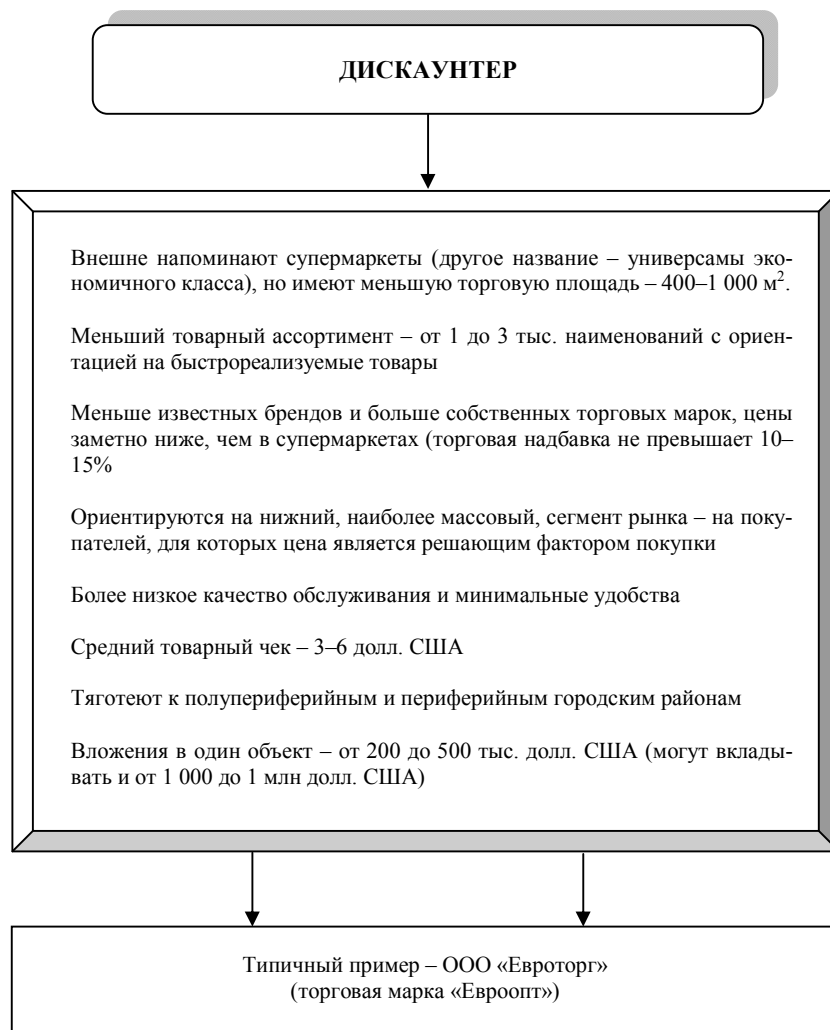 ДИСКАУНТЕР
Внешне напоминают супермаркеты (другое название – универсамы эко-
номичного класса), но имеют меньшую торговую площадь – 400–1 000 м².
Меньший товарный ассортимент – от 1 до 3 тыс. наименований с ориен-
тацией на быстрореализуемые товары
Меньше известных брендов и больше собственных торговых марок, цены
заметно ниже, чем в супермаркетах (торговая надбавка не превышает 10–
15%
Ориентируются на нижний, наиболее массовый, сегмент рынка – на поку-
пателей, для которых цена является решающим фактором покупки
Более низкое качество обслуживания и минимальные удобства
Средний товарный чек – 3–6 долл. США
Тяготеют к полупериферийным и периферийным городским районам
Вложения в один объект – от 200 до 500 тыс. долл. США (могут вклады-
вать и от 1 000 до 1 млн долл. США)
Типичный пример – ООО «Евроторг»
(торговая марка «Евроопт»)